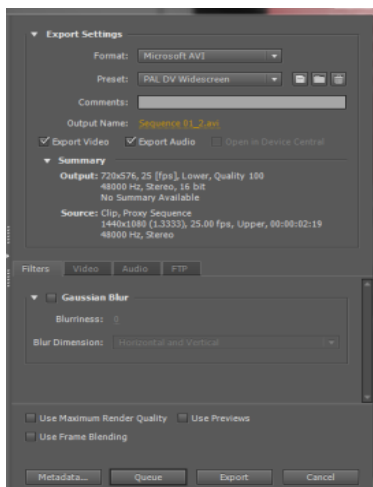 Export Settings
Format: Microsoft AVI
Preset: PAL DV Widescreen
Comments:
Output Name: Sequence 01_2.avi
Export Video Export Audio Open in Device Central
Summary
Output: 720x576, 25 [fps], Lower, Quality 100
48000 Hz, Stereo, 16 bit
No Summary Available
Source: Clip, Proxy Sequence
1440x1080 (1.3333), 25.00 fps, Upper, 00:00:02:19
48000 Hz, Stereo
Filters Video Audio FTP
Gaussian Blur
Blurriness: 0
Blur Dimension: Horizontal and Vertical
Use Maximum Render Quality Use Previews
Use Frame Blending
Metadata... Queue Export Cancel